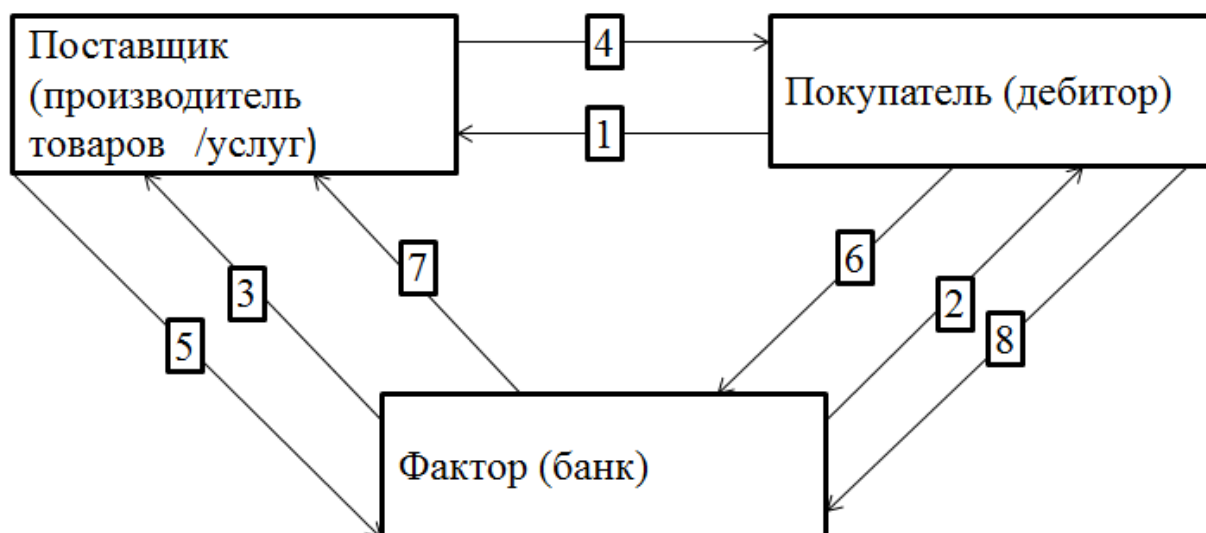 Поставщик
(производитель
товаров /услуг)
4
Покупатель (дебитор)
1
7
6
3
2
5
8
Фактор (банк)